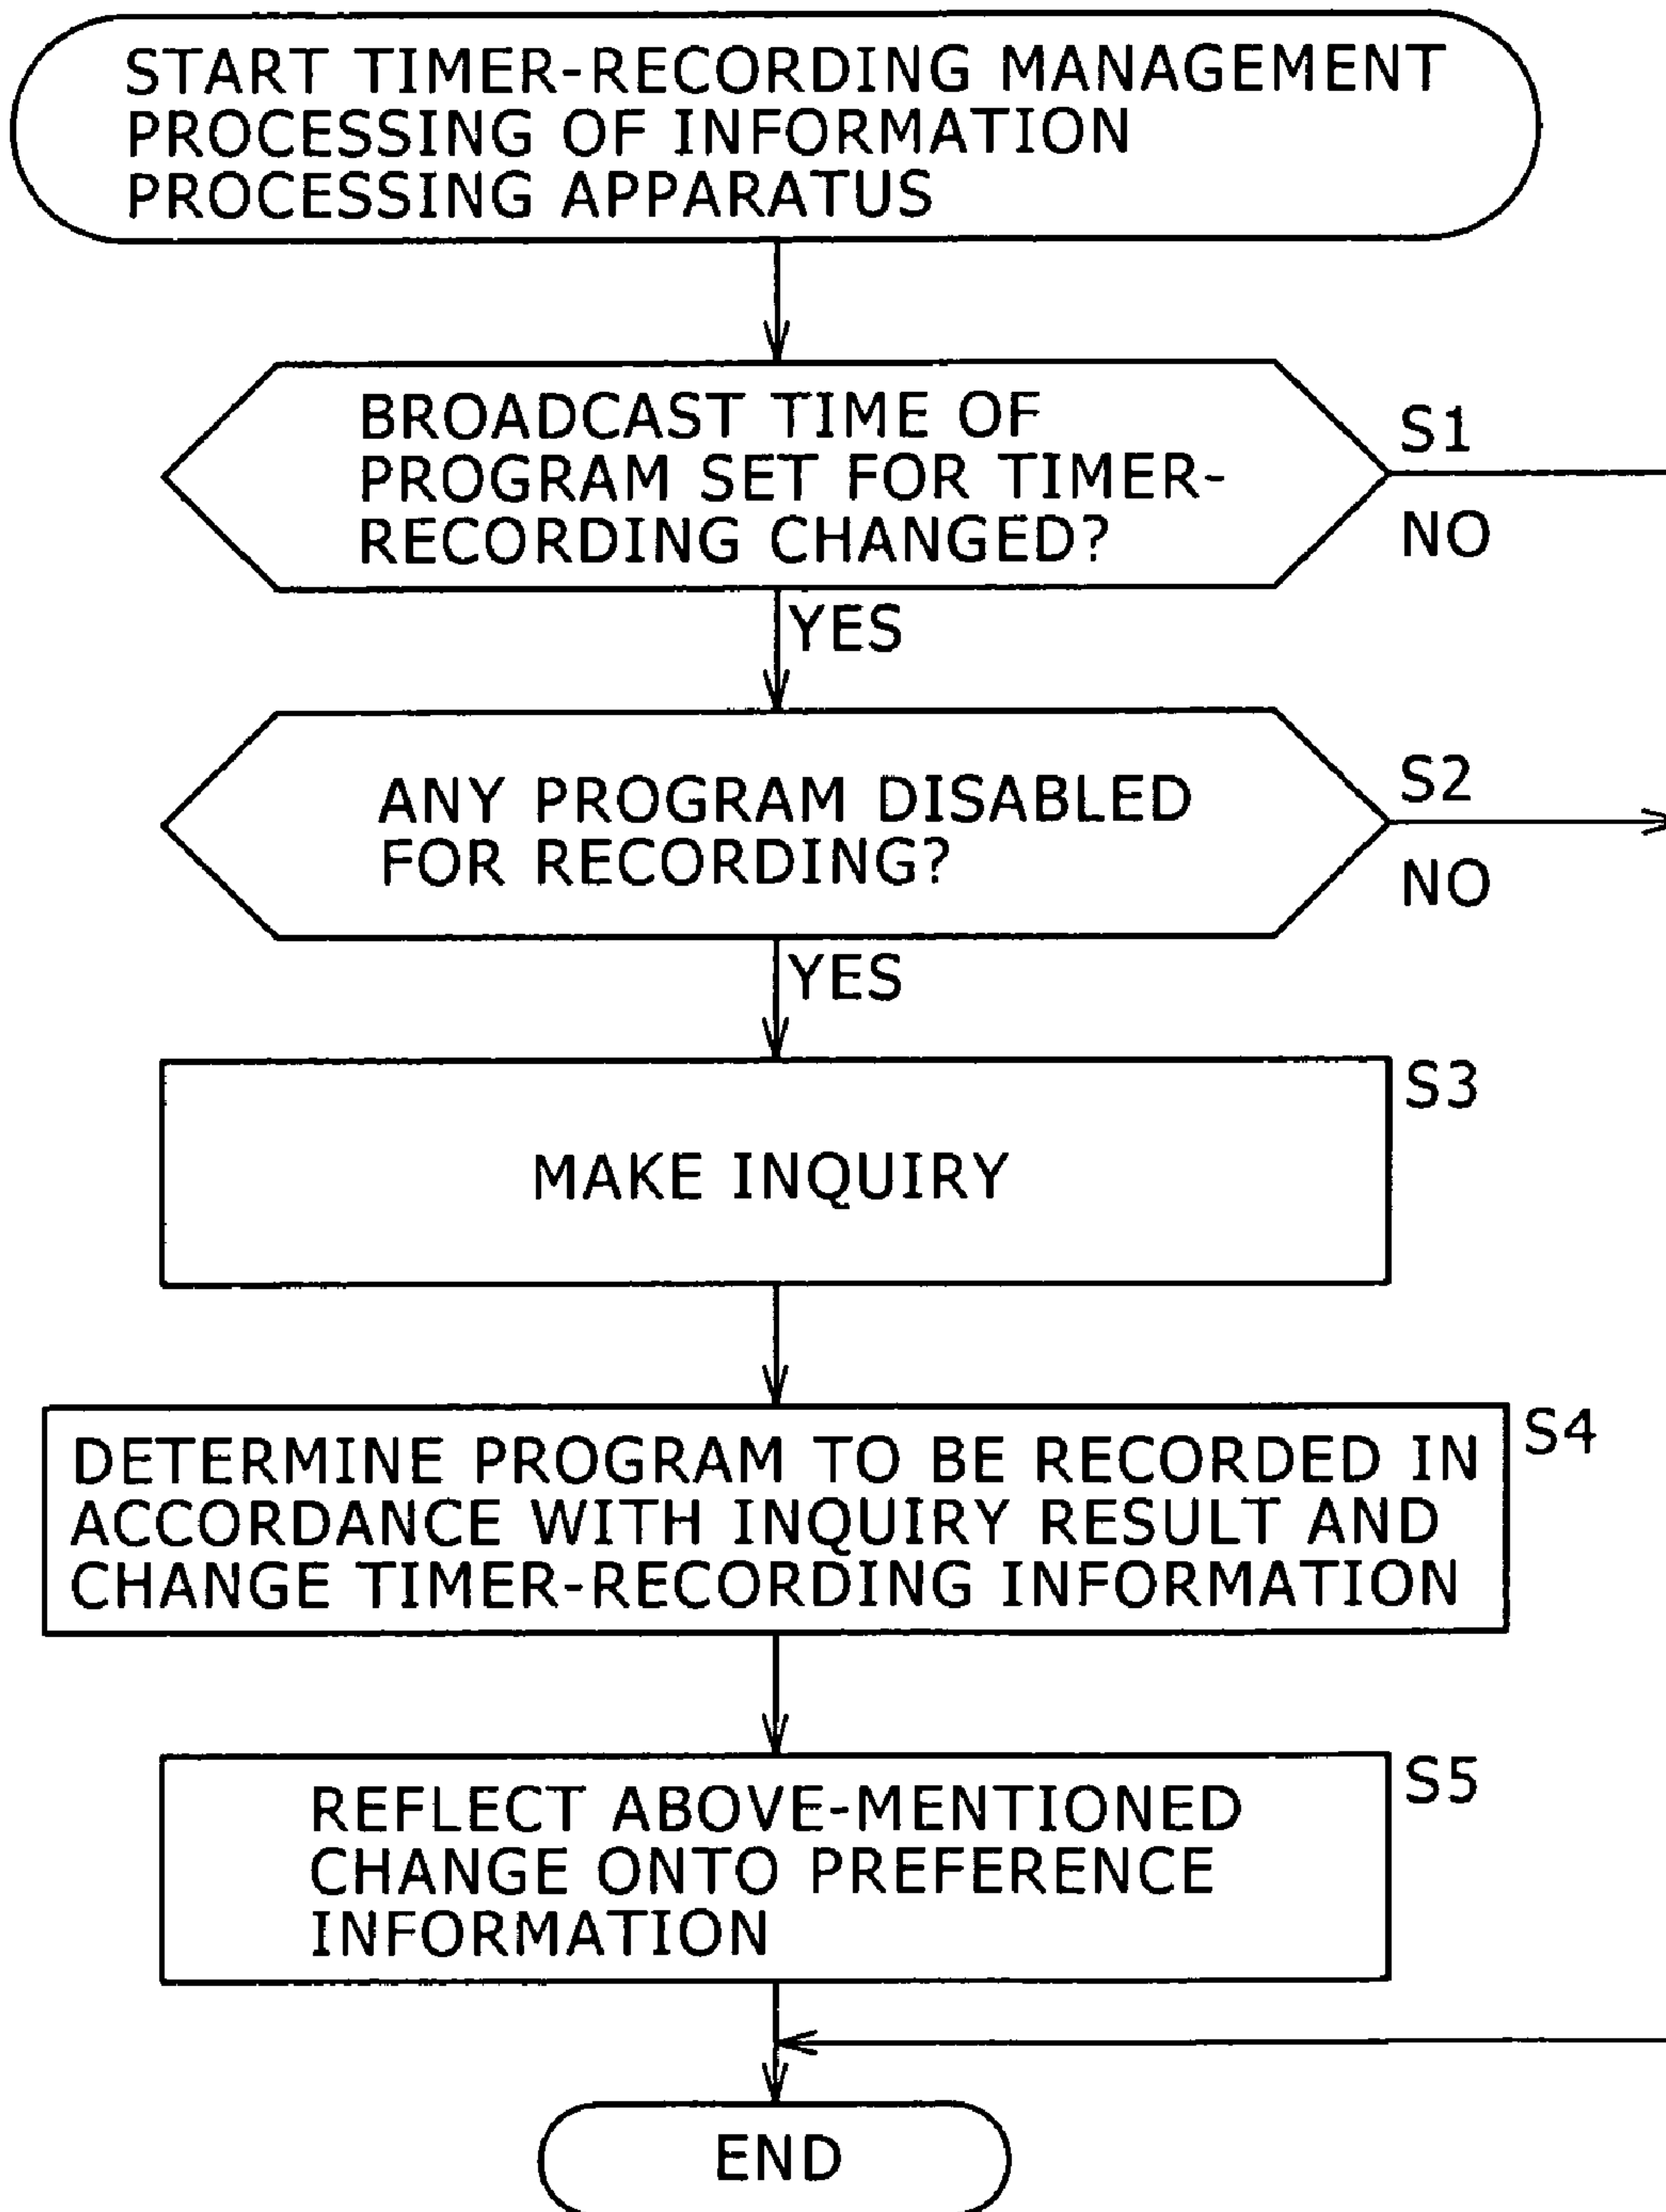 START TIMER-RECORDING MANAGEMENT
PROCESSING OF INFORMATION
PROCESSING APPARATUS
BROADCAST TIME OF
PROGRAM SET FOR TIMER-
RECORDING CHANGED?
S1
NO
YES
ANY PROGRAM DISABLED
FOR RECORDING?
S2
NO
YES
S3
MAKE INQUIRY
S4
DETERMINE PROGRAM TO BE RECORDED IN
ACCORDANCE WITH INQUIRY RESULT AND
CHANGE TIMER-RECORDING INFORMATION
S5
REFLECT ABOVE-MENTIONED
CHANGE ONTO PREFERENCE
INFORMATION
END